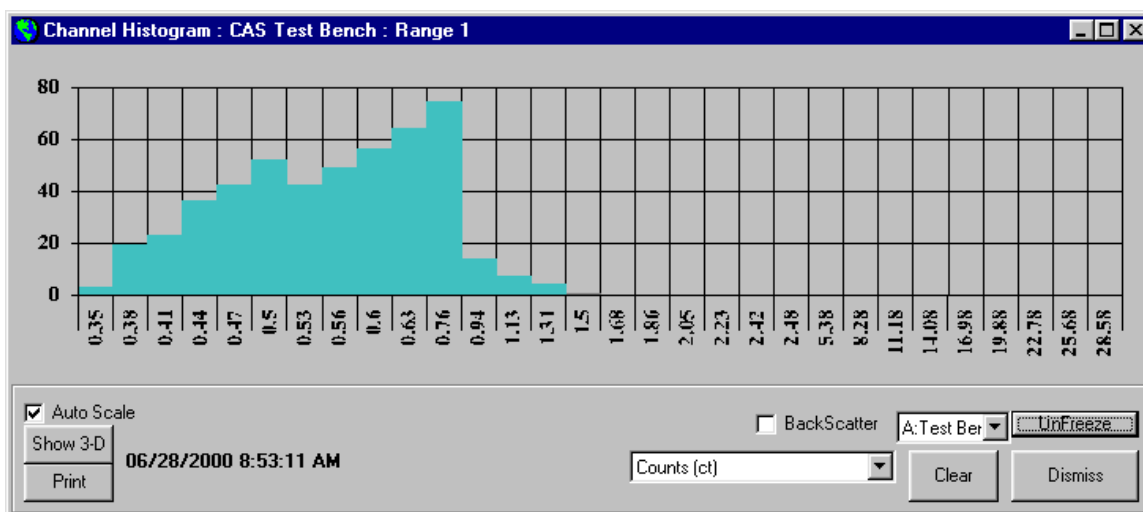 Channel Histogram : CAS Test Bench : Range 1
80
60
40
20
0
0.35 0.38 0.41 0.44 0.47 0.5 0.53 0.56 0.6 0.63 0.76 0.94 1.13 1.31 1.5 1.68 1.86 2.05 2.23 2.42 2.48 5.38 8.28 11.18 14.08 16.98 19.88 22.78 25.68 28.58
Auto Scale
BackScatter
A:Test Ber
UnFreeze
Show 3-D
06/28/2000 8:53:11 AM
Counts (ct)
Print
Clear
Dismiss